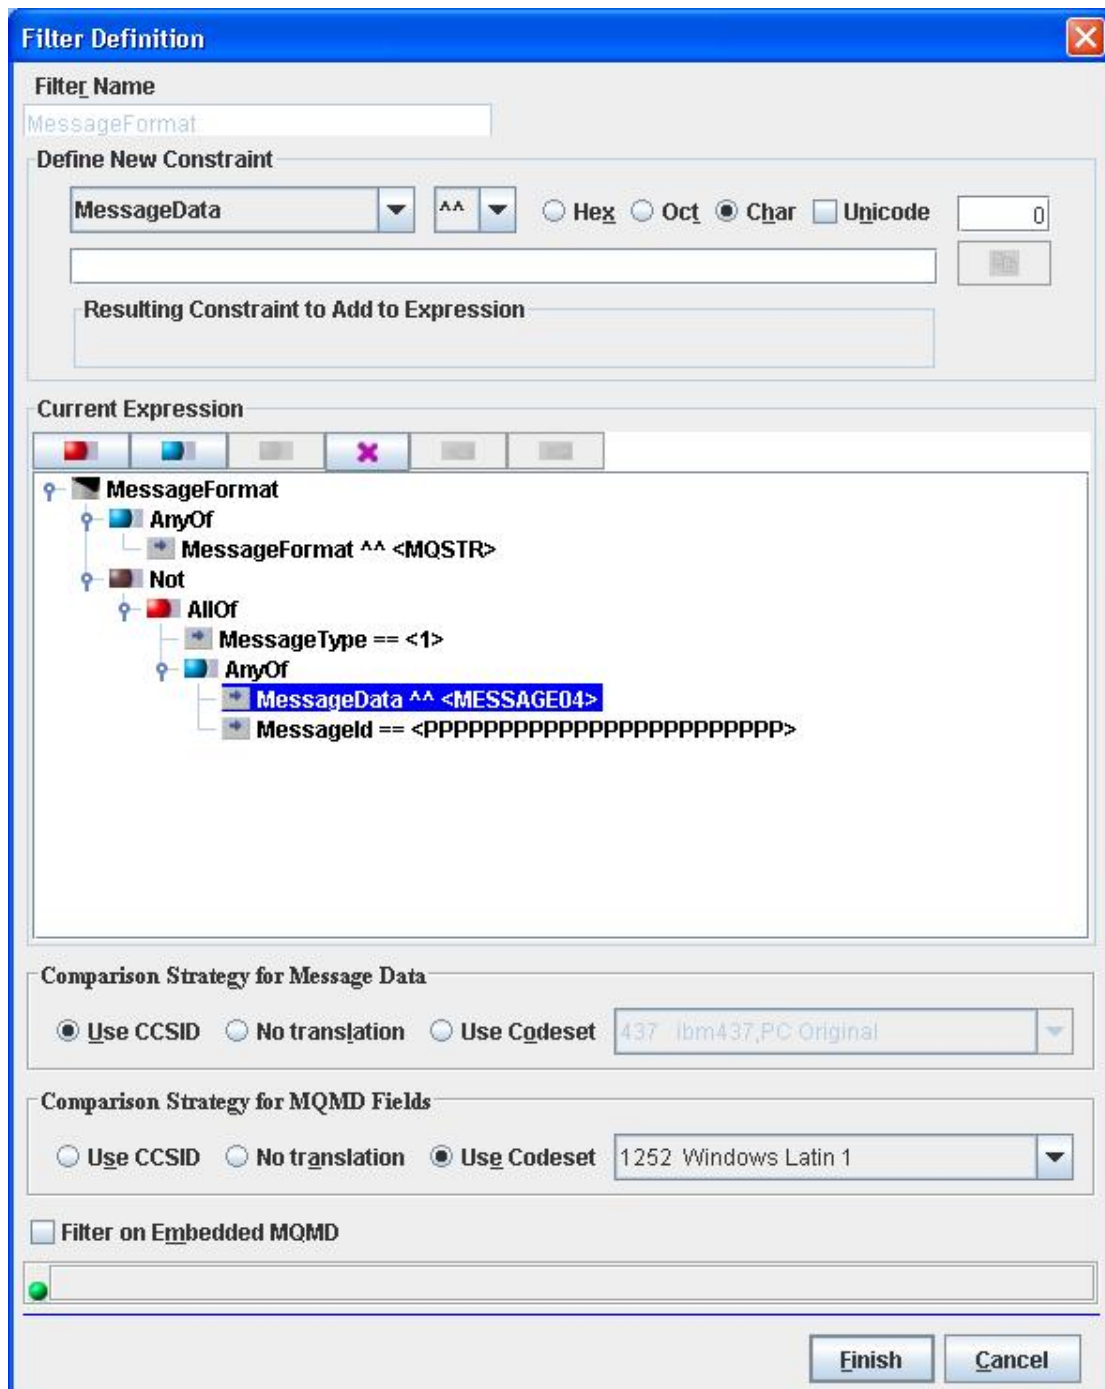 Filter Definition
Filter Name
MessageFormat
Define New Constraint
MessageData ^^ Hex Oct Char Unicode 0
Resulting Constraint to Add to Expression
Current Expression
MessageFormat
AnyOf
MessageFormat ^^ <MQSTR>
Not
AllOf
MessageType == <1>
AnyOf
MessageData ^^ <MESSAGE04>
MessageId == <PPPPPPPPPPPPPPPPPPPPPPPP>
Comparison Strategy for Message Data
Use CCSID No translation Use Codeset 437 ibm437,PC Original
Comparison Strategy for MQMD Fields
Use CCSID No translation Use Codeset 1252 Windows Latin 1
Filter on Embedded MQMD
Finish Cancel